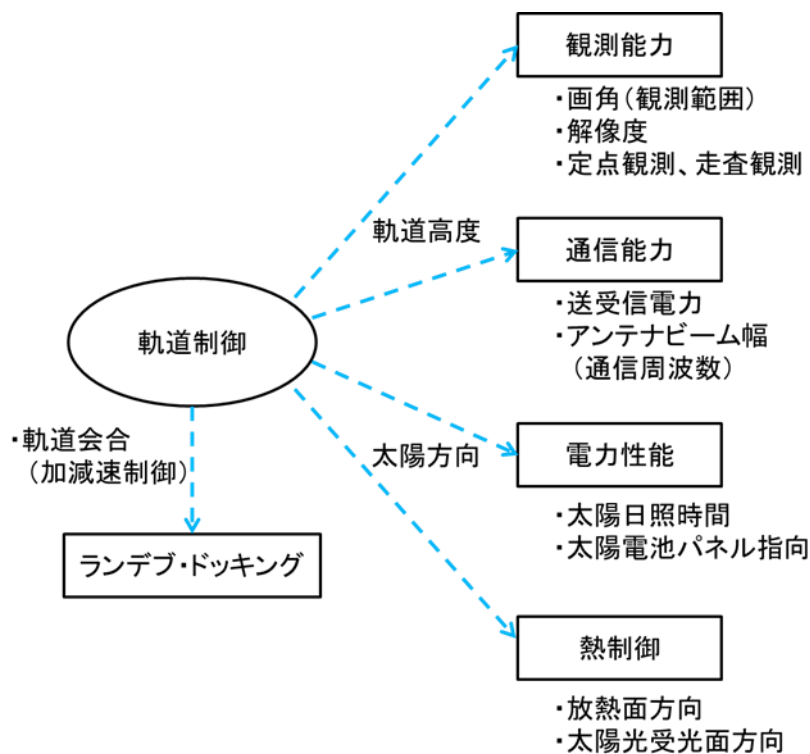 観測能力
・画角(観測範囲)
・解像度
・定点観測、走査観測
軌道高度
通信能力
・送受信電力
・アンテナビーム幅
(通信周波数)
軌道制御
・軌道会合
(加減速制御)
ランデブ・ドッキング
太陽方向
電力性能
・太陽日照時間
・太陽電池パネル指向
熱制御
・放熱面方向
・太陽光受光面方向